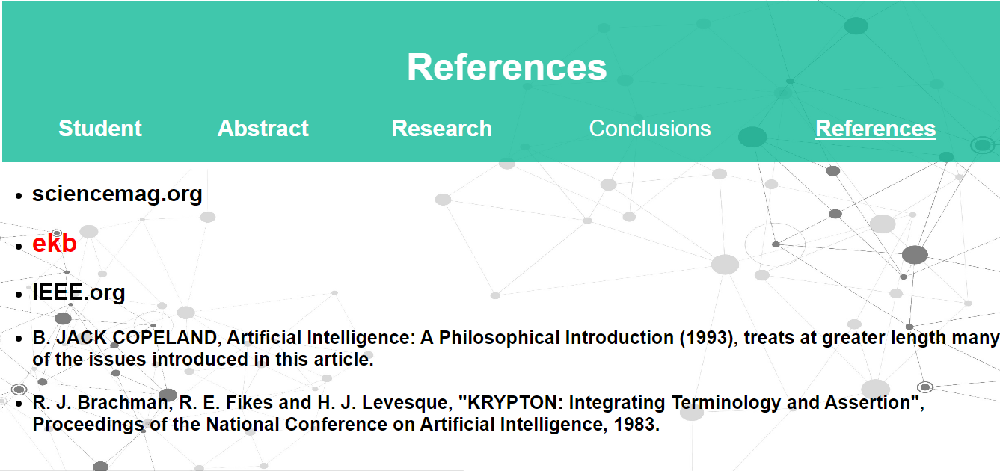 References
Student Abstract Research Conclusions References
sciencemag.org
ekb
IEEE.org
B. JACK COPELAND, Artificial Intelligence: A Philosophical Introduction (1993), treats at greater length many
of the issues introduced in this article.
R. J. Brachman, R. E. Fikes and H. J. Levesque, "KRYPTON: Integrating Terminology and Assertion",
Proceedings of the National Conference on Artificial Intelligence, 1983.